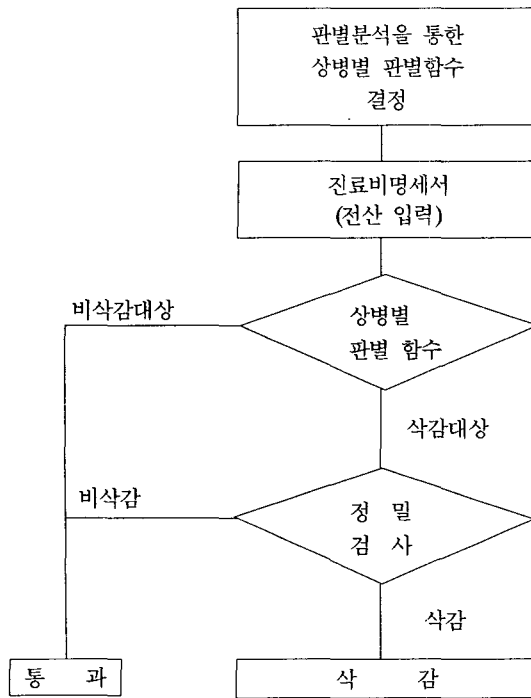 판별분석을 통한
상병별 판별함수
결정
진료비명세서
(전산 입력)
비삭감대상
상병별
판별 함수
삭감대상
비삭감
정 밀
검 사
삭감
통 과
삭 감